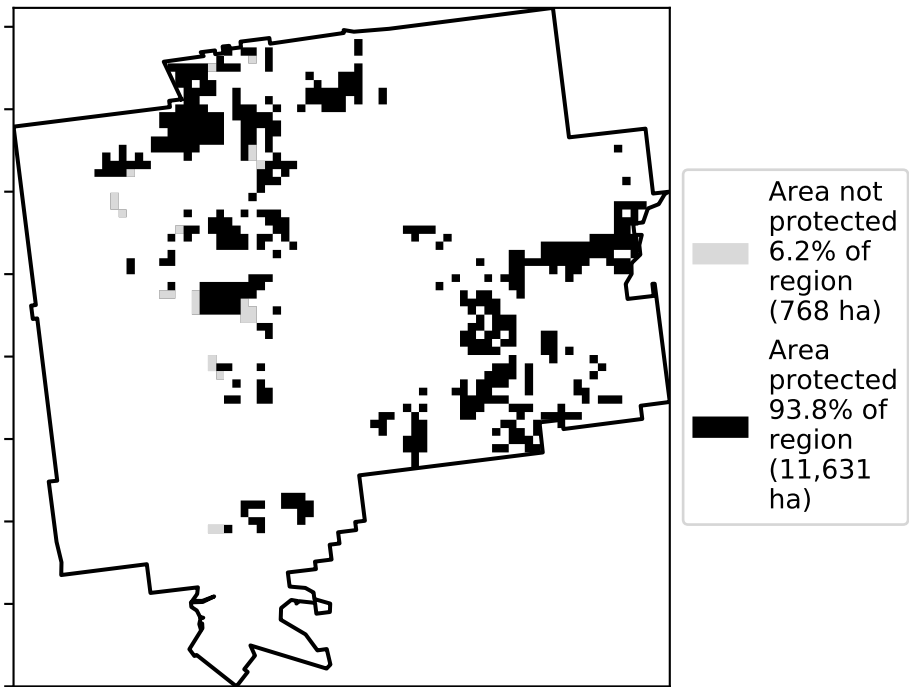 Area not
protected
6.2% of
region
(768 ha)
Area
protected
93.8% of
region
(11,631
ha)